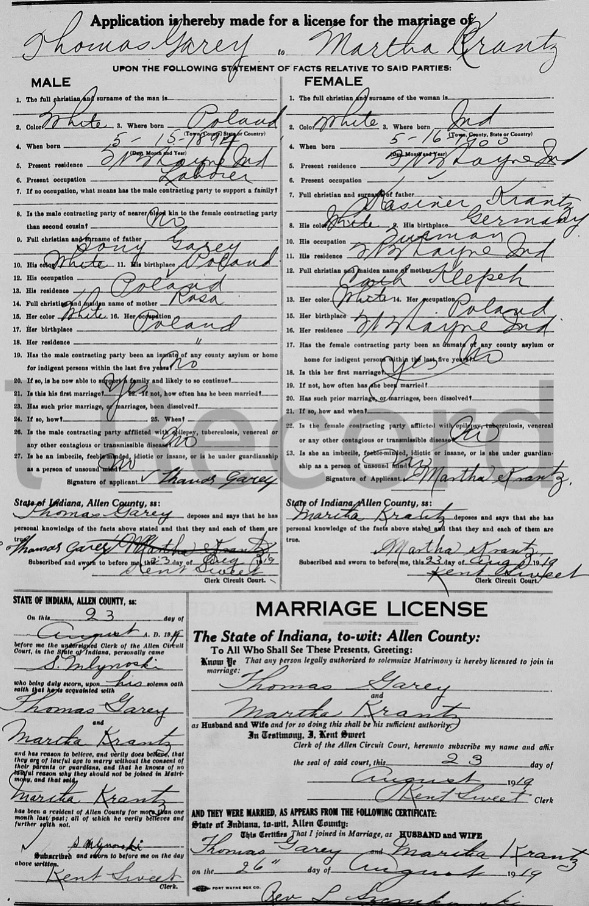 Application is hereby made for a license for the marriage of
Thomas Garey to Martha Krantz
UPON THE FOLLOWING STATEMENT OF FACTS RELATIVE TO SAID PARTIES:
MALE
1. The full christian and surname of the man is
2. Color White 3. Where born Poland
(Town, County, State or Country)
4. When born 5-15-1894
(Day, Month and Year)
5. Present residence Ft Wayne Ind
6. Present occupation Laborer
7. If no occupation, what means has the male contracting party to support a family?
8. Is the male contracting party of nearer blood kin to the female contracting party
than second cousin? No
9. Full christian and surname of father Tony Garey
10. His color White 11. His birthplace Poland
12. His occupation
13. His residence Poland
14. Full christian and maiden name of mother Rosa
15. Her color White 16. Her occupation
17. Her birthplace Poland
18. Her residence "
19. Has the male contracting party been an inmate of any county asylum or home
for indigent persons within the last five years? No
20. If so, is he now able to support a family and likely to so continue?
21. Is this his first marriage? Yes 22. If not, how often has he been married?
23. Has such prior marriage, or marriages, been dissolved?
24. If so, how? 25. When?
26. Is the male contracting party afflicted with epilepsy, tuberculosis, venereal or
any other contagious or transmissible disease? No
27. Is he an imbecile, feeble-minded, idiotic or insane, or is he under guardianship
as a person of unsound mind? No
Signature of applicant Thomas Garey
State of Indiana, Allen County, ss:
Thomas Garey deposes and says that he has
personal knowledge of the facts above stated and that they and each of them are
true.
Thomas Garey Martha Krantz
Subscribed and sworn to before me, this 23 day of Aug 1919
Kent Sweet
Clerk Circuit Court.
FEMALE
1. The full christian and surname of the woman is
2. Color White 3. Where born Ind
(Town, County, State or Country)
4. When born 5-16-1900
(Day, Month and Year)
5. Present residence Ft Wayne Ind
6. Present occupation
7. Full christian and surname of father Krantz
8. His color White 9. His birthplace Germany
10. His occupation
11. His residence Ft Wayne Ind
12. Full christian and maiden name of mother
13. Her color White 14. Her occupation
15. Her birthplace Poland
16. Her residence Ft Wayne Ind.
17. Has the female contracting party been an inmate of any county asylum or
home for indigent persons within the last five years? No
18. Is this her first marriage? Yes
19. If not, how often has she been married?
20. Has such prior marriage, or marriages, been dissolved?
21. If so, how and when?
22. Is the female contracting party afflicted with epilepsy, tuberculosis, venereal
or any other contagious or transmissible disease? No
23. Is she an imbecile, feeble-minded, idiotic or insane, or is she under guardian-
ship as a person of unsound mind? No
Signature of Applicant Martha Krantz.
State of Indiana, Allen County, ss:
Martha Krantz deposes and says that she has
personal knowledge of the facts above stated and that they and each of them are
true.
Martha Krantz
Subscribed and sworn to before me, this 23 day of Aug 1919
Kent Sweet
Clerk Circuit Court.
STATE OF INDIANA, ALLEN COUNTY, ss:
On this 23 day of
August A. D. 19
before me the undersigned Clerk of the Allen Circuit
Court, in the State of Indiana, personally came
S. Mlynoski
who being duly sworn, upon his solemn oath
saith that he is acquainted with
Thomas Garey
and
Martha Krantz
and has reason to believe, and verily does believe, that
they are of lawful age to marry without the consent of
their parents or guardians, and that he knows of no
lawful reason why they should not be joined in Matri-
mony, and that said
Martha Krantz
has been a resident of Allen County for more than one
month last past; all of which he verily believes and
further saith not.
S Mlynoski
Subscribed and sworn to before me on the day
above written.
Kent Sweet
Clerk.
MARRIAGE LICENSE
The State of Indiana, to-wit: Allen County:
To All Who Shall See These Presents, Greeting:
Know Ye That any person legally authorized to solemnize Matrimony is hereby licensed to join in
marriage:
Thomas Garey
and
Martha Krantz
as Husband and Wife and for so doing this shall be his sufficient authority.
In Testimony, I, Kent Sweet
Clerk of the Allen Circuit Court, hereunto subscribe my name and affix
the seal of said court, this 23 day of
August 1919
Kent Sweet Clerk
AND THEY WERE MARRIED, AS APPEARS FROM THE FOLLOWING CERTIFICATE:
State of Indiana, to-wit, Allen County:
This Certifies That I joined in Marriage, as HUSBAND and WIFE
Thomas Garey and Martha Krantz
on the 26" day of August 1919
FORT WAYNE BOX CO.
Rev L